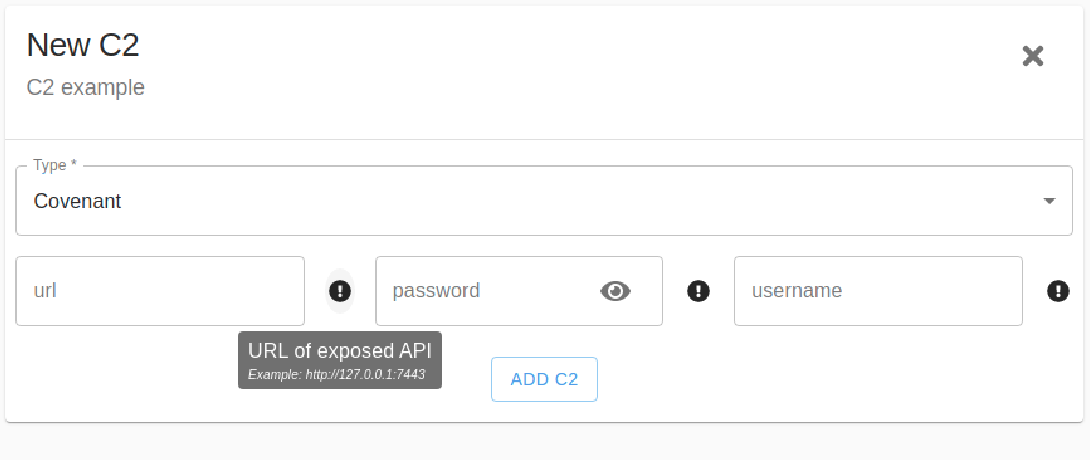 New C2
C2 example
Type *
Covenant
url
password
username
URL of exposed API
Example: http://127.0.0.1:7443
ADD C2